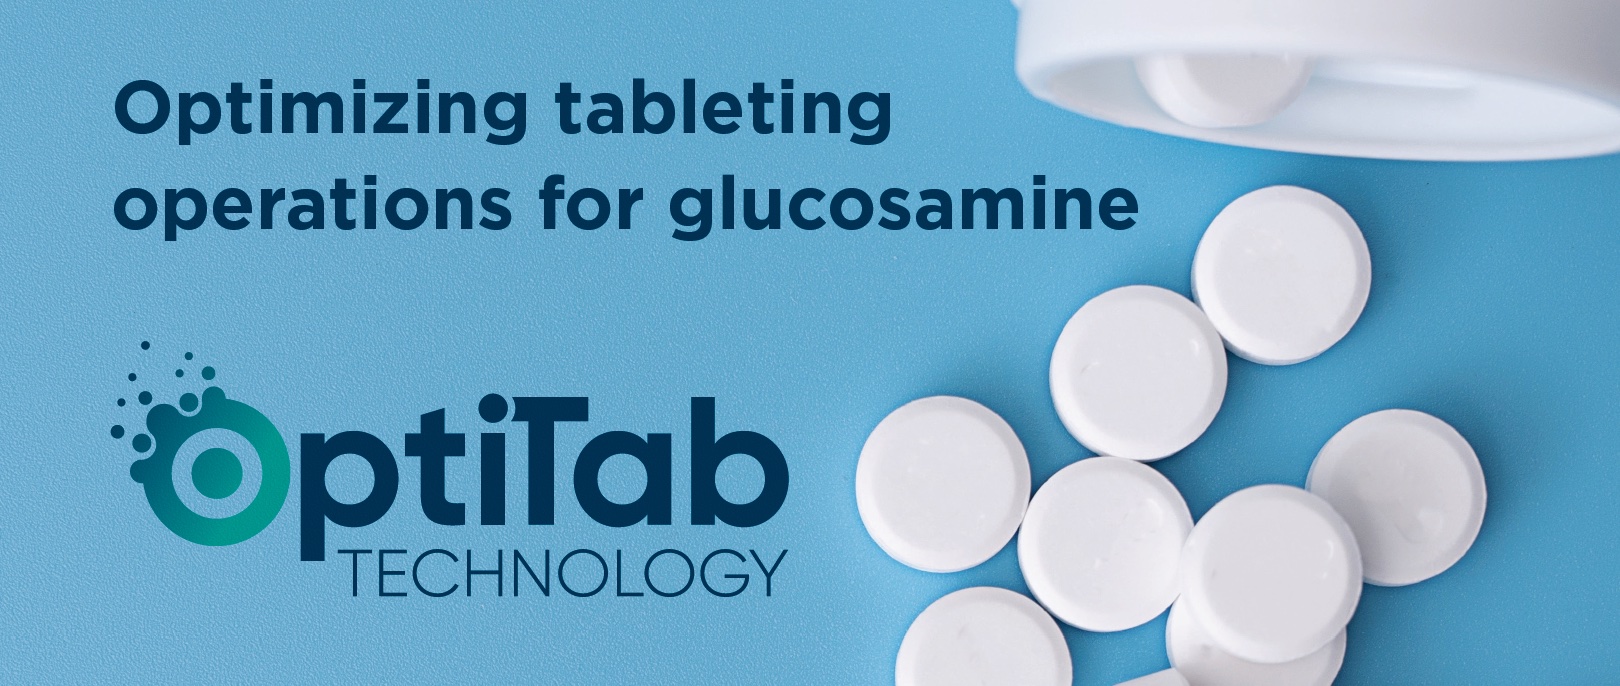 Optimizing tableting
operations for glucosamine
OptiTab
TECHNOLOGY